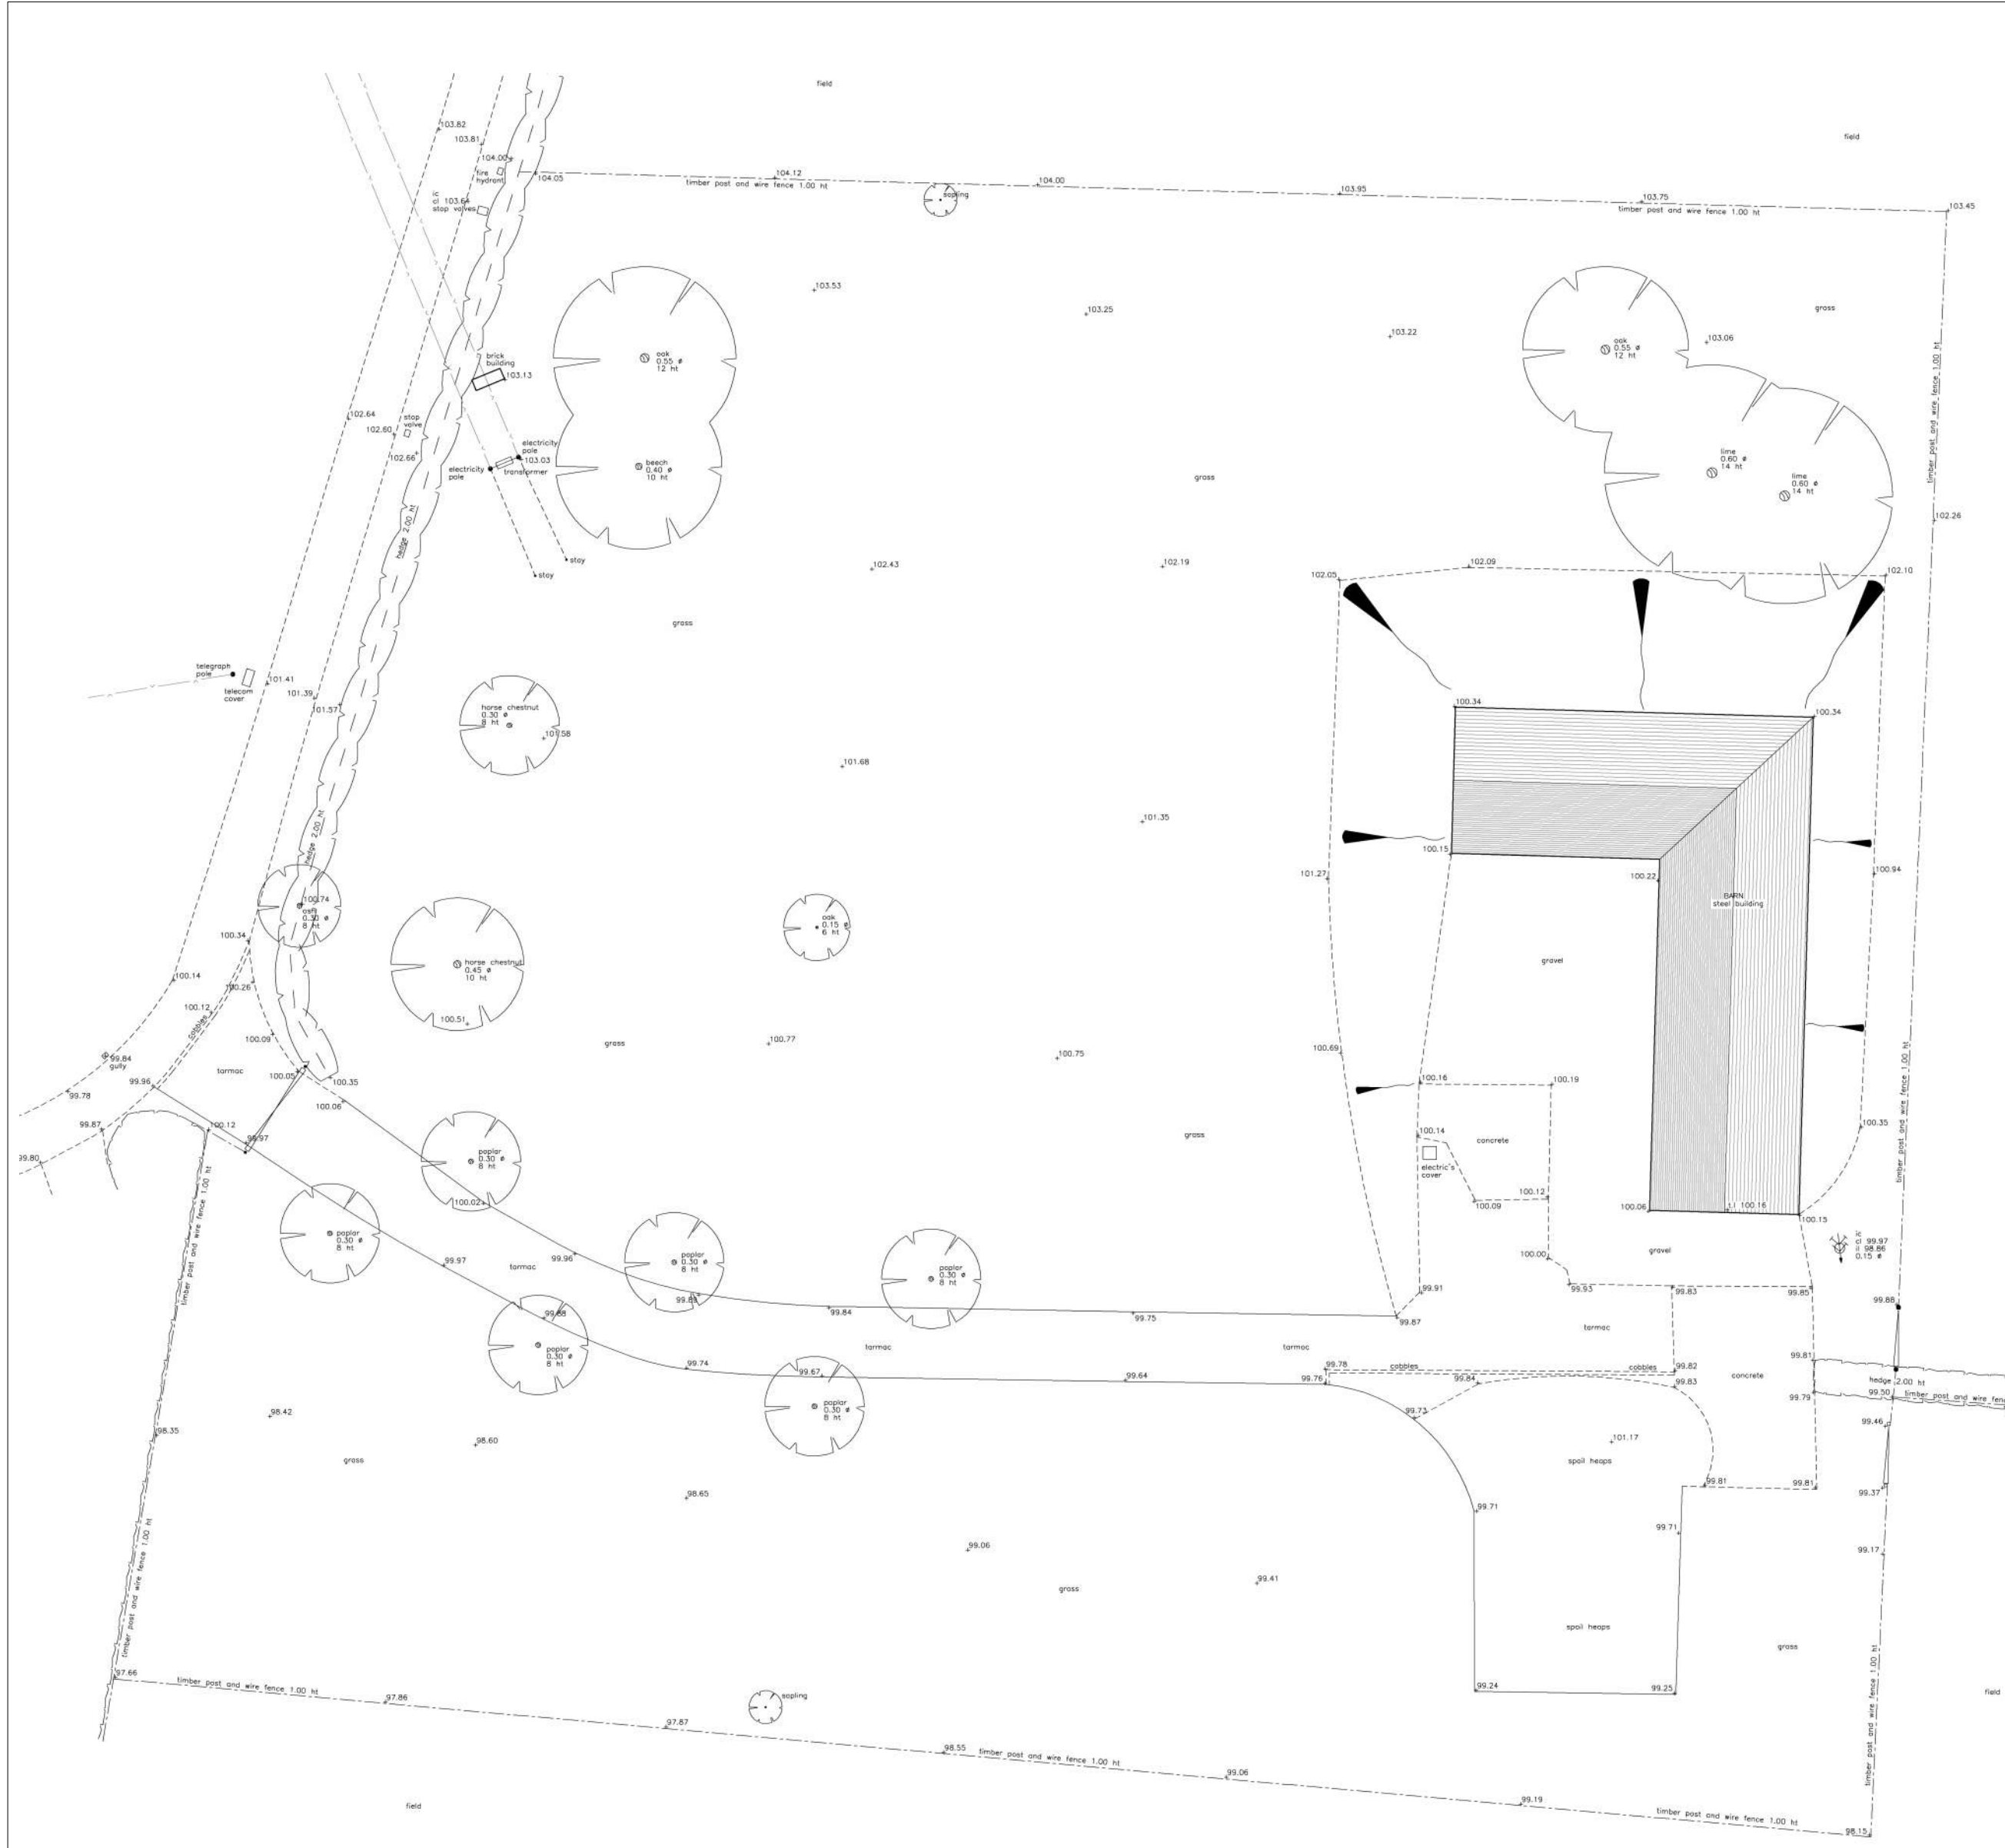 field
field
103.82
103.81
104.00
fire
hydrant
104.05
timber post and wire fence 1.00 ht
104.12
104.00
sapling
103.95
103.75
timber post and wire fence 1.00 ht
103.45
ic
cl 103.64
stop valves
103.53
103.25
103.22
103.06
grass
oak
0.55 ø
12 ht
oak
0.55 ø
12 ht
brick
building
103.13
timber post and wire fence 1.00 ht
102.64
102.60
stop
valve
102.66
electricity
pole
103.03
transformer
electricity
pole
beech
0.40 ø
10 ht
grass
lime
0.60 ø
14 ht
lime
0.60 ø
14 ht
102.26
hedge 2.00 ht
stay
stay
102.43
102.19
102.05
102.09
102.10
grass
telegraph
pole
telecom
cover
101.41
101.39
101.57
horse chestnut
0.30 ø
8 ht
101.58
101.68
100.34
100.34
hedge 2.00 ht
101.35
100.15
101.27
100.22
100.94
BARN
steel building
100.74
ash
0.30 ø
8 ht
oak
0.15 ø
6 ht
100.34
horse chestnut
0.45 ø
10 ht
gravel
100.14
100.26
100.12
cobbles
100.51
100.09
grass
100.77
100.75
100.69
timber post and wire fence 1.00 ht
99.84
gully
tarmac
99.96
100.05
100.35
99.78
100.06
100.16
100.19
99.87
100.12
99.97
grass
100.14
concrete
100.35
99.80
poplar
0.30 ø
8 ht
electric's
cover
100.02
100.09
100.12
100.06
t.l 100.16
100.15
timber post and wire fence 1.00 ht
poplar
0.30 ø
8 ht
99.97
99.96
tarmac
poplar
0.30 ø
8 ht
poplar
0.30 ø
8 ht
100.00
gravel
ic
cl 99.97
il 98.86
0.15 ø
99.89
99.84
99.75
99.87
99.91
99.93
99.83
99.85
99.88
99.88
poplar
0.30 ø
8 ht
tarmac
tarmac
tarmac
99.74
99.67
99.64
99.78
99.76
cobbles
cobbles
99.82
99.81
99.84
99.83
concrete
hedge 2.00 ht
99.79
99.50
timber post and wire fen
poplar
0.30 ø
8 ht
99.73
99.46
98.42
98.35
98.60
grass
101.17
spoil heaps
99.81
99.81
99.37
98.65
99.71
99.71
99.17
99.06
99.41
grass
timber post and wire fence 1.00 ht
spoil heaps
grass
97.66
timber post and wire fence 1.00 ht
97.86
sapling
99.24
99.25
field
97.87
98.55
timber post and wire fence 1.00 ht
99.06
99.19
timber post and wire fence 1.00 ht
timber post and wire fence 1.00 ht
98.15
field